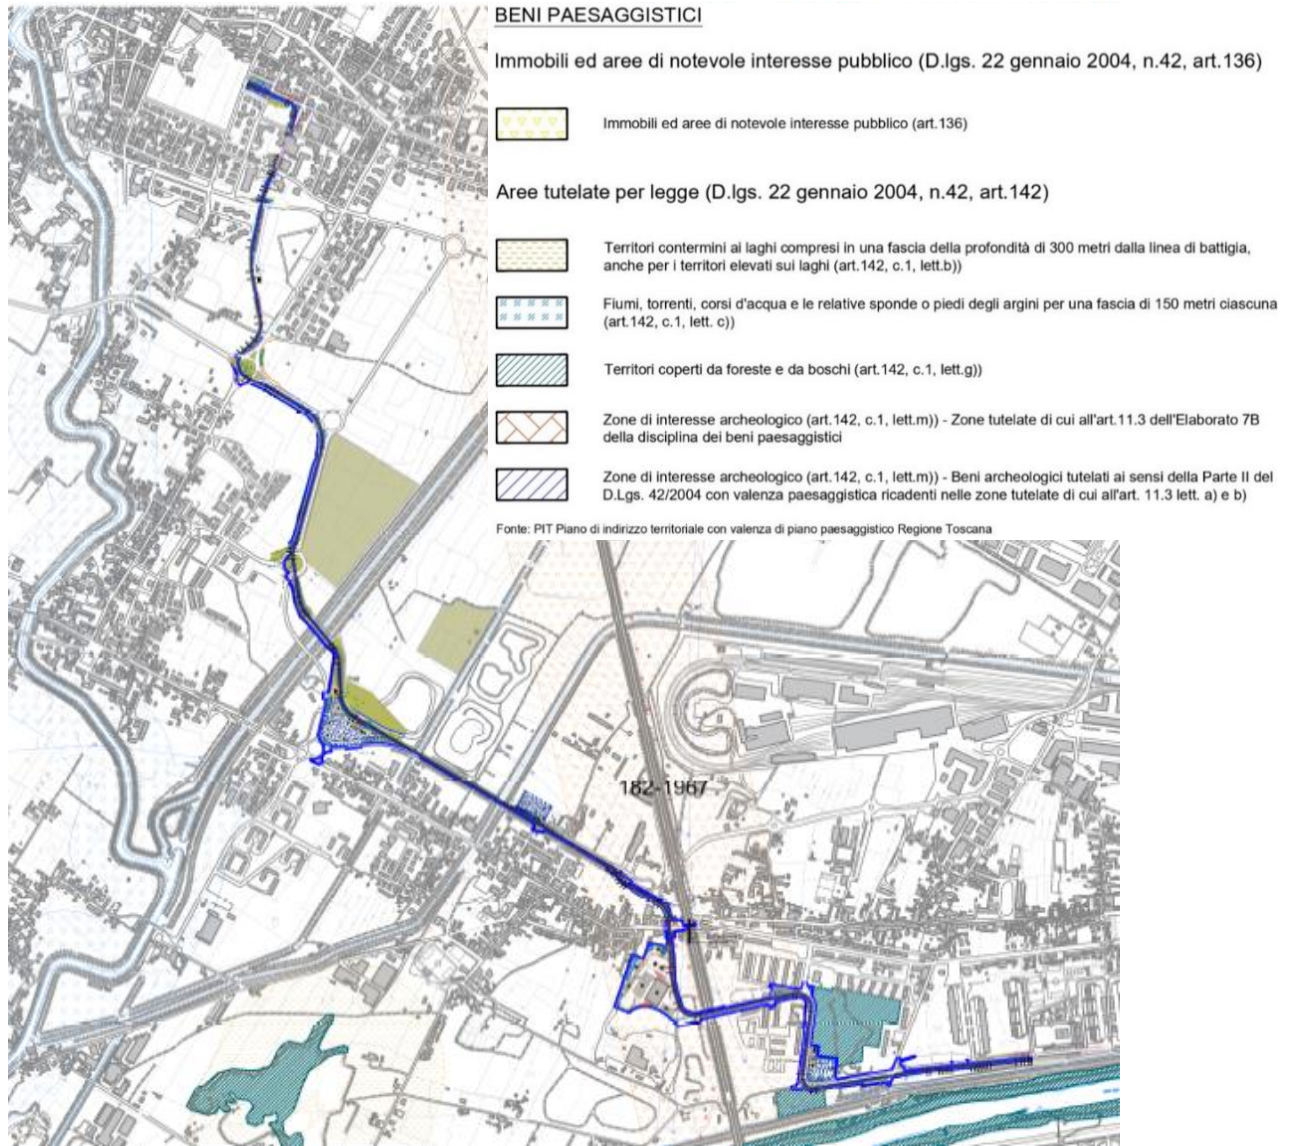 BENI PAESAGGISTICI
Immobili ed aree di notevole interesse pubblico (D.lgs. 22 gennaio 2004, n.42, art.136)
Immobili ed aree di notevole interesse pubblico (art.136)
Aree tutelate per legge (D.lgs. 22 gennaio 2004, n.42, art.142)
Territori contermini ai laghi compresi in una fascia della profondità di 300 metri dalla linea di battigia,
anche per i territori elevati sui laghi (art.142, c.1, lett.b))
Fiumi, torrenti, corsi d'acqua e le relative sponde o piedi degli argini per una fascia di 150 metri ciascuna
(art.142, c.1, lett. c))
Territori coperti da foreste e da boschi (art.142, c.1, lett.g))
Zone di interesse archeologico (art.142, c.1, lett.m)) - Zone tutelate di cui all'art.11.3 dell'Elaborato 7B
della disciplina dei beni paesaggistici
Zone di interesse archeologico (art.142, c.1, lett.m)) - Beni archeologici tutelati ai sensi della Parte II del
D.Lgs. 42/2004 con valenza paesaggistica ricadenti nelle zone tutelate di cui all'art. 11.3 lett. a) e b)
Fonte: PIT Piano di indirizzo territoriale con valenza di piano paesaggistico Regione Toscana
182-1967